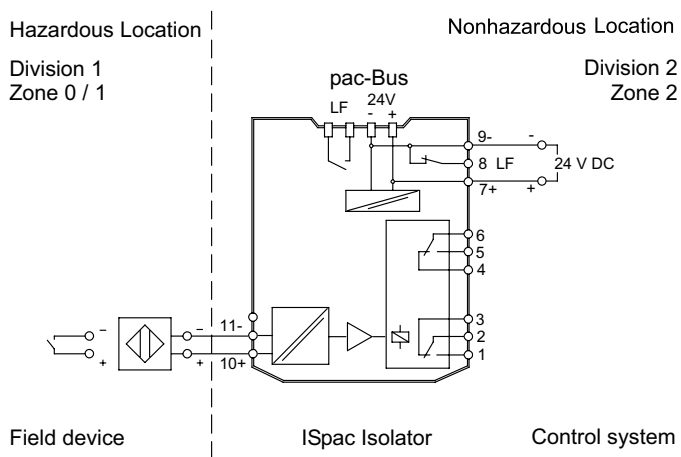 Hazardous Location
Nonhazardous Location
Division 1
Zone 0 / 1
Division 2
Zone 2
pac-Bus
LF
24V
- +
9-
-
8 LF
24 V DC
7+
+
6
5
4
3
2
1
11-
10+
−
+
−
+
Field device
ISpac Isolator
Control system